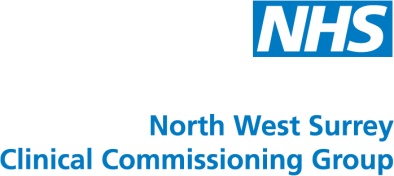 NHS
North West Surrey
Clinical Commissioning Group